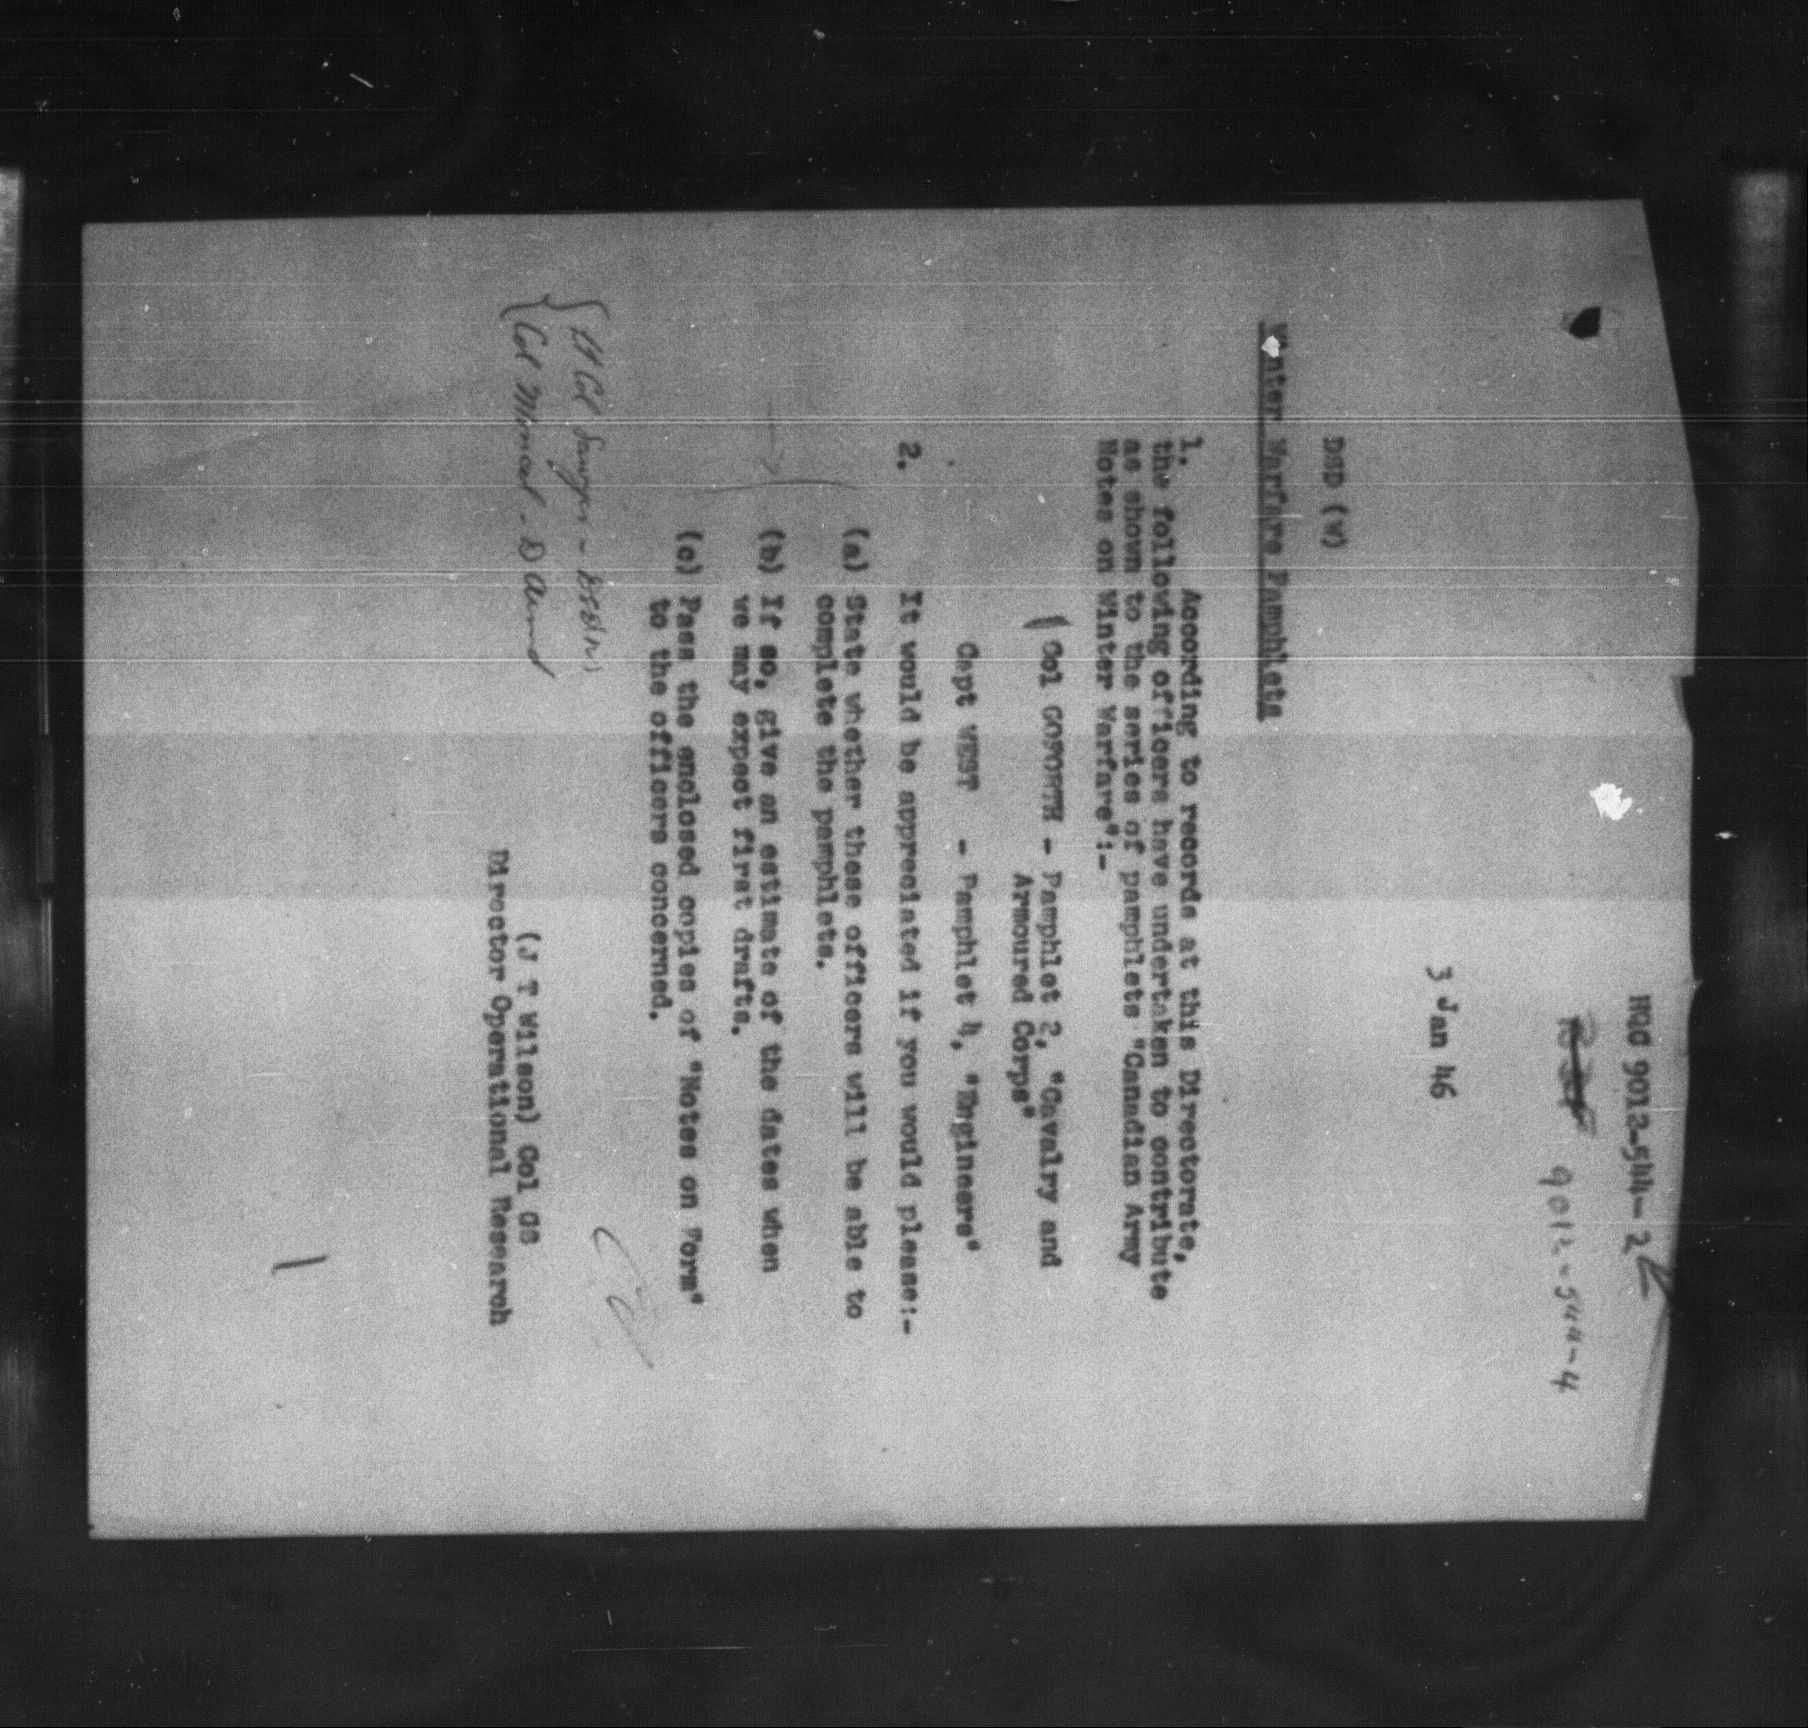 HQC 9012-544-2
9012-544-4
3 Jan 46
DSD (W)
Winter Warfare Pamphlets
1. According to records at this Directorate,
the following officers have undertaken to contribute
as shown to the series of pamphlets "Canadian Army
Notes on Winter Warfare":-
Col GOFORTH - Pamphlet 2, "Cavalry and
Armoured Corps"
Capt WEST - Pamphlet 4, "Engineers"
2. It would be appreciated if you would please:-
(a) State whether these officers will be able to
complete the pamphlets.
(b) If so, give an estimate of the dates when
we may expect first drafts.
(c) Pass the enclosed copies of "Notes on Form"
to the officers concerned.
Col
(J T Wilson) Col GS
Col - D
Director Operational Research